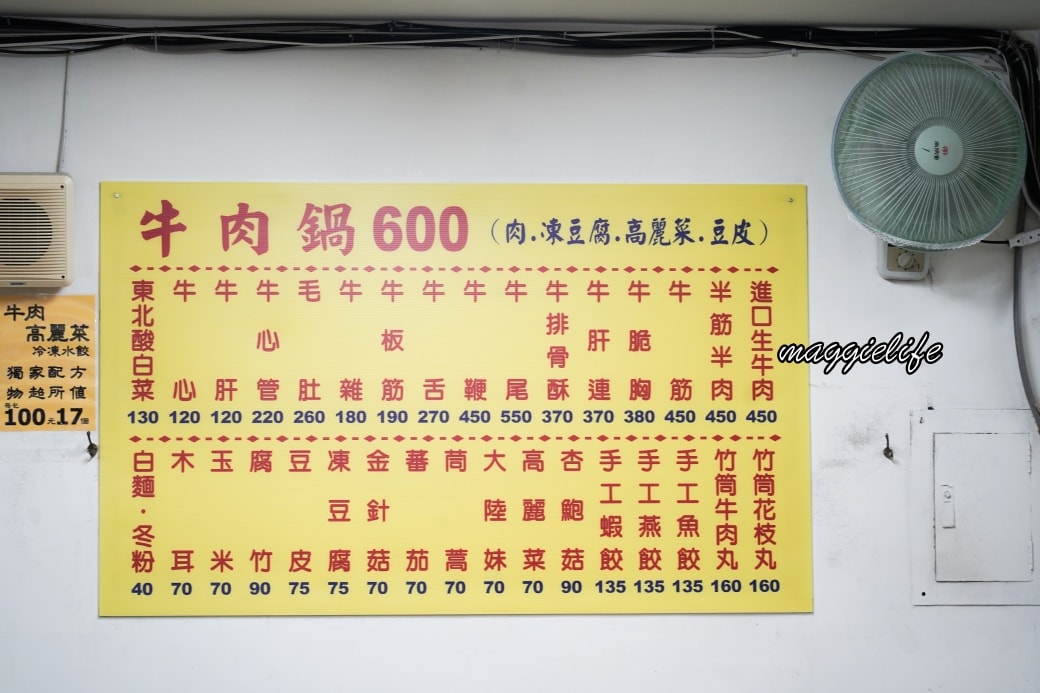 牛肉鍋600(肉.凍豆腐.高麗菜.豆皮)
進口生牛肉 450
半筋半肉 450
牛筋 450
牛脆胸 380
牛肝連 370
牛排骨酥 370
牛尾 550
牛鞭 450
牛舌 270
牛板筋 190
牛雜 180
毛肚 260
牛心管 220
牛肝 120
牛心 120
東北酸白菜 130
竹筒花枝丸 160
竹筒牛肉丸 160
手工魚餃 135
手工燕餃 135
手工蝦餃 135
杏鮑菇 90
高麗菜 70
大陸妹 70
茼蒿 70
蕃茄 70
金針菇 70
凍豆腐 75
豆皮 75
腐竹 90
玉米 70
木耳 70
白麵·冬粉 40
牛肉
高麗菜
冷凍水餃
獨家配方
物超所值
每包100元17個
maggielife